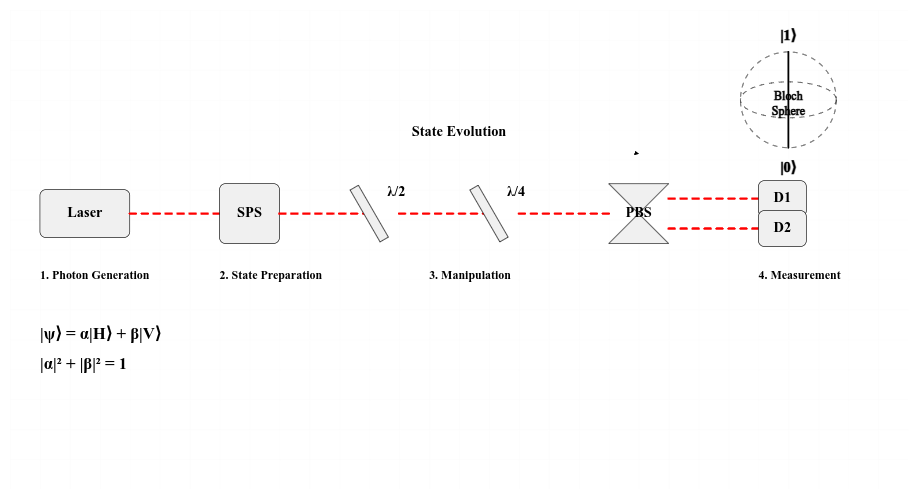 |1⟩
Bloch
Sphere
State Evolution
|0⟩
λ/2
λ/4
Laser
SPS
PBS
D1
D2
1. Photon Generation
2. State Preparation
3. Manipulation
4. Measurement
|ψ⟩ = α|H⟩ + β|V⟩
|α|² + |β|² = 1